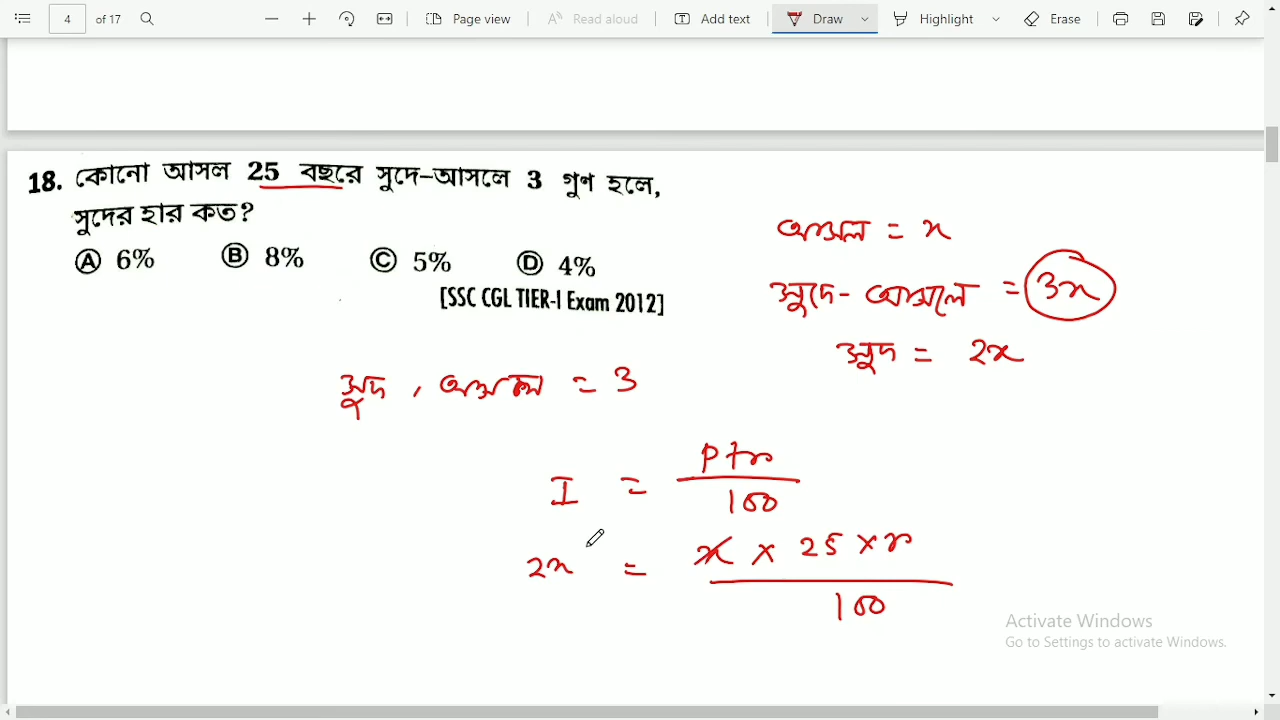 4 of 17 Page view Read aloud Add text Draw Highlight Erase
18. কোনো আসল 25 বছরে সুদে-আসলে 3 গুণ হলে,
সুদের হার কত?
A 6% B 8% C 5% D 4%
[SSC CGL TIER-I Exam 2012]
আসল = x
সুদে-আসলে = 3x
সুদ = 2x
সুদ, আসল = 3
I = ptr
100
2x = x × 25 × r
100
Activate Windows
Go to Settings to activate Windows.